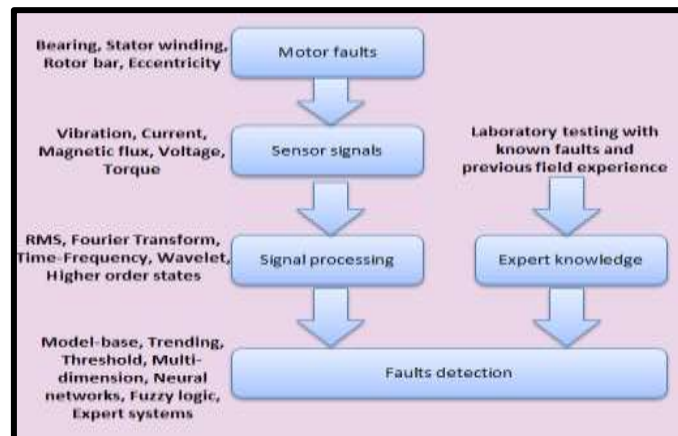 Bearing, Stator winding,
Rotor bar, Eccentricity
Motor faults
Vibration, Current,
Magnetic flux, Voltage,
Torque
Sensor signals
Laboratory testing with
known faults and
previous field experience
RMS, Fourier Transform,
Time-Frequency, Wavelet,
Higher order states
Signal processing
Expert knowledge
Model-base, Trending,
Threshold, Multi-
dimension, Neural
networks, Fuzzy logic,
Expert systems
Faults detection